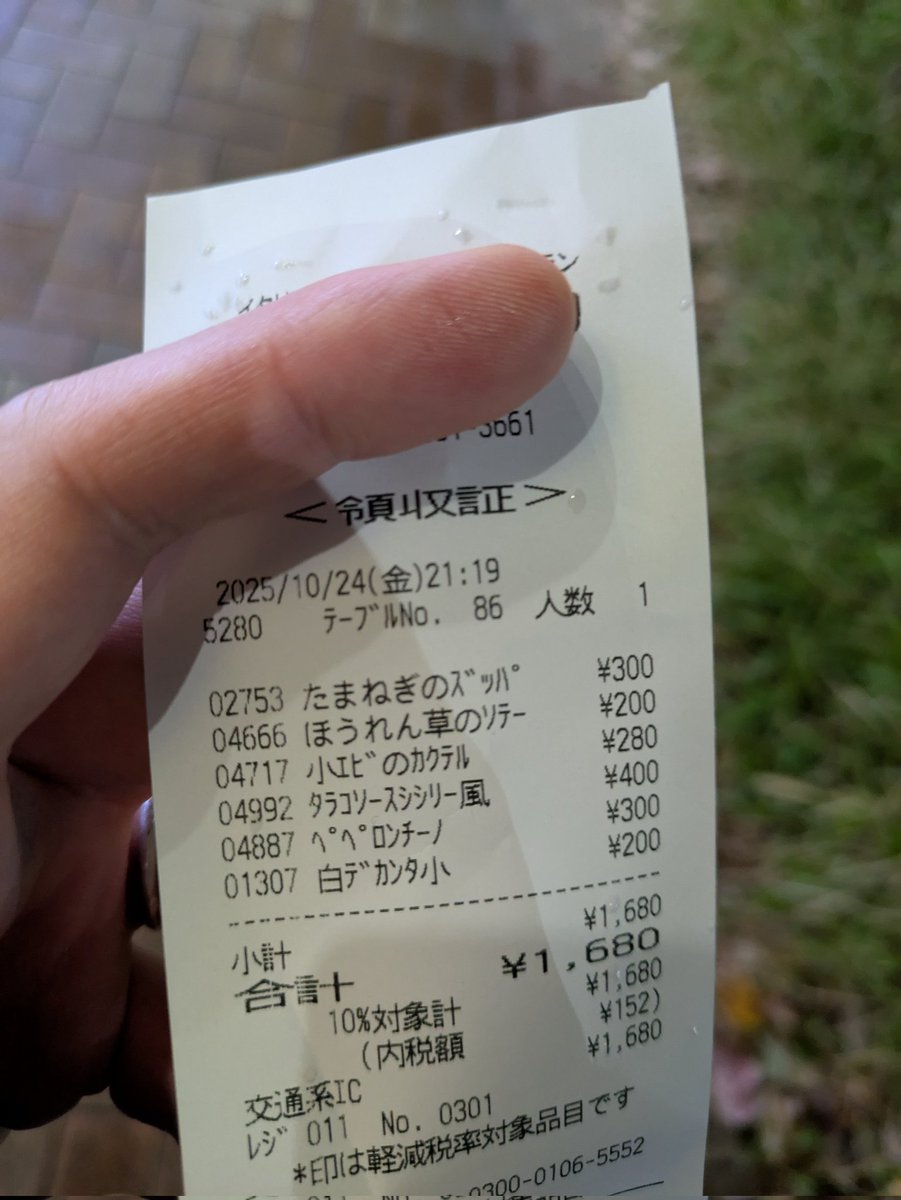 イタリ ン
-3661
＜領収証＞
2025/10/24(金)21:19
5280 ﾃｰﾌﾞﾙNo. 86 人数 1
02753 たまねぎのｽﾞｯﾊﾟ ¥300
04666 ほうれん草のｿﾃｰ ¥200
04717 小ｴﾋﾞのｶｸﾃﾙ ¥280
04992 ﾀﾗｺｿｰｽｼｼﾘｰ風 ¥400
04887 ﾍﾟﾍﾟﾛﾝﾁｰﾉ ¥300
01307 白ﾃﾞｶﾝﾀ小 ¥200
小計 ¥1,680
合計 ¥1,680
10%対象計 ¥1,680
(内税額 ¥152)
交通系IC ¥1,680
ﾚｼﾞ 011 No. 0301
*印は軽減税率対象品目です
0300-0106-5552